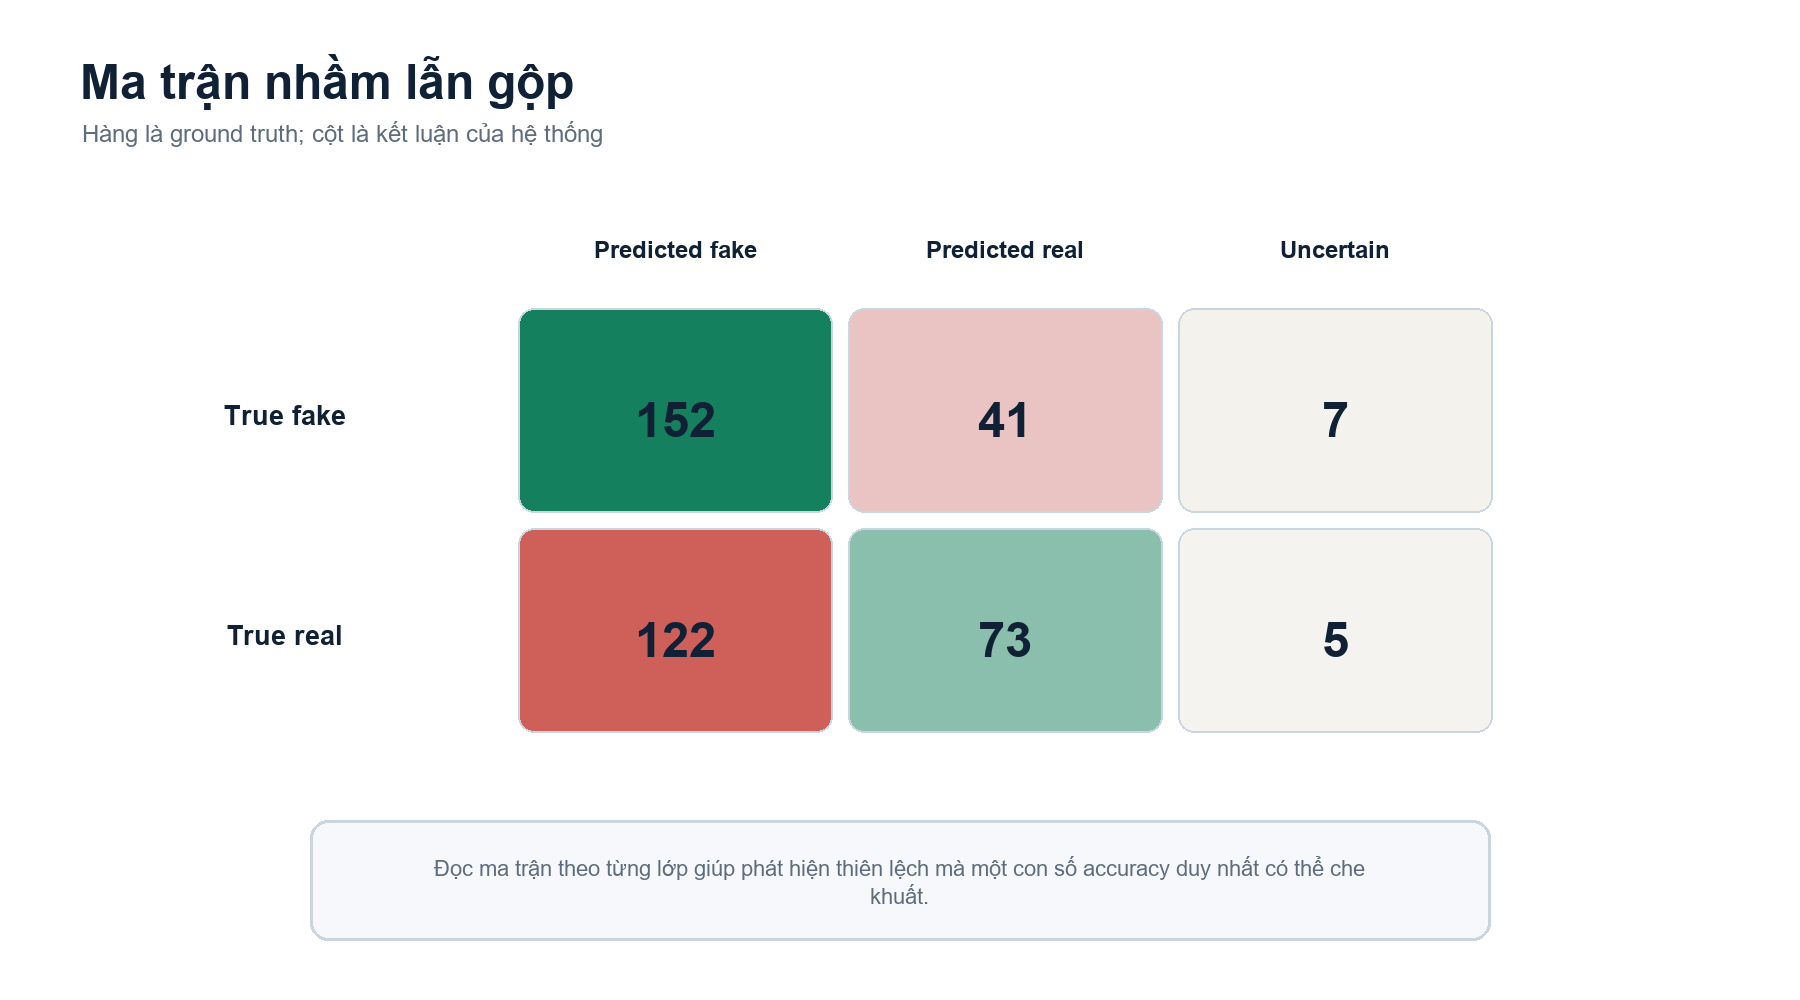 Ma trận nhầm lẫn gộp
Hàng là ground truth; cột là kết luận của hệ thống
Predicted fake Predicted real Uncertain
True fake 152 41 7
True real 122 73 5
Đọc ma trận theo từng lớp giúp phát hiện thiên lệch mà một con số accuracy duy nhất có thể che
khuất.